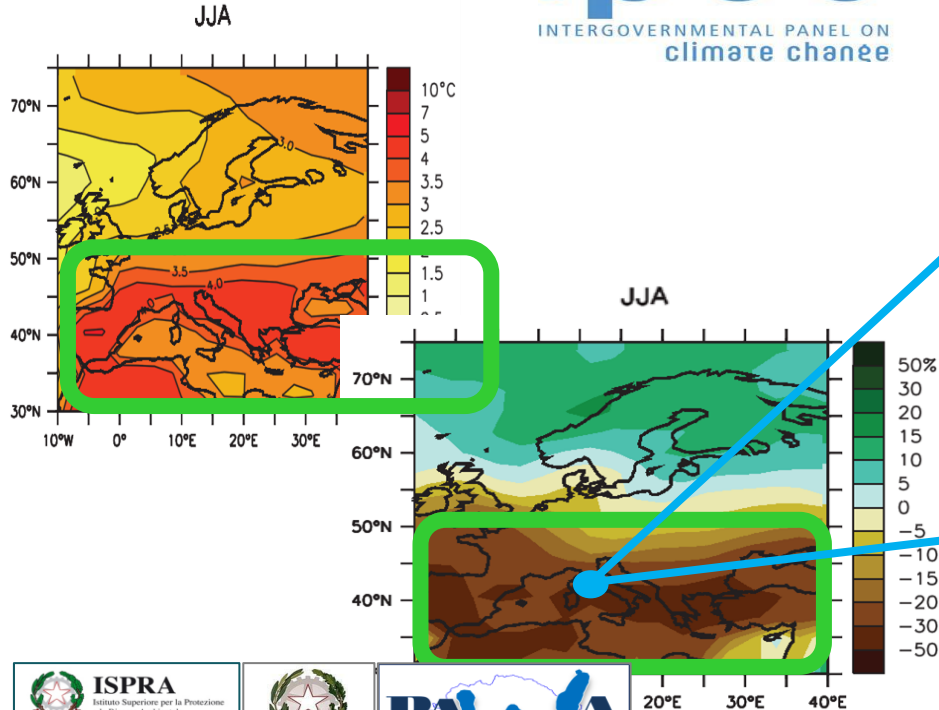 JJA
INTERGOVERNMENTAL PANEL ON
climate change
70°N
60°N
50°N
40°N
30°N
10°W 0° 10°E 20°E 30°E
10°C
7
5
4
3.5
3
2.5
1.5
1
3.0
2.5
3.5
4.0
JJA
70°N
60°N
50°N
40°N
20°E 30°E 40°E
50%
30
20
15
10
5
0
-5
-10
-15
-20
-30
-50
ISPRA
Istituto Superiore per la Protezione